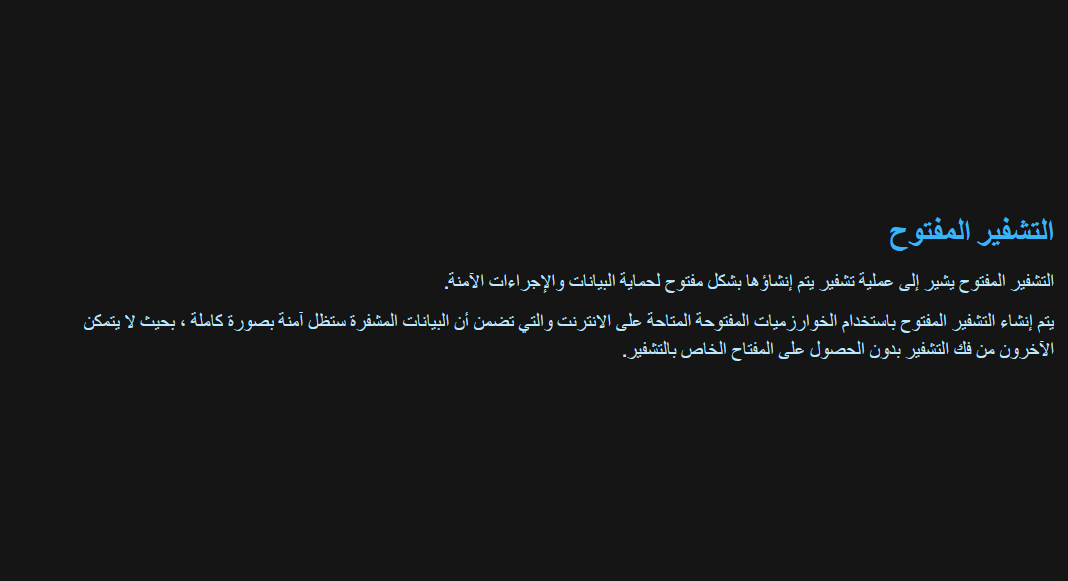 التشفير المفتوح
التشفير المفتوح يشير إلى عملية تشفير يتم إنشاؤها بشكل مفتوح لحماية البيانات والإجراءات الآمنة.
يتم إنشاء التشفير المفتوح باستخدام الخوارزميات المفتوحة المتاحة على الانترنت والتي تضمن أن البيانات المشفرة ستظل آمنة بصورة كاملة ، بحيث لا يتمكن
الآخرون من فك التشفير بدون الحصول على المفتاح الخاص بالتشفير.